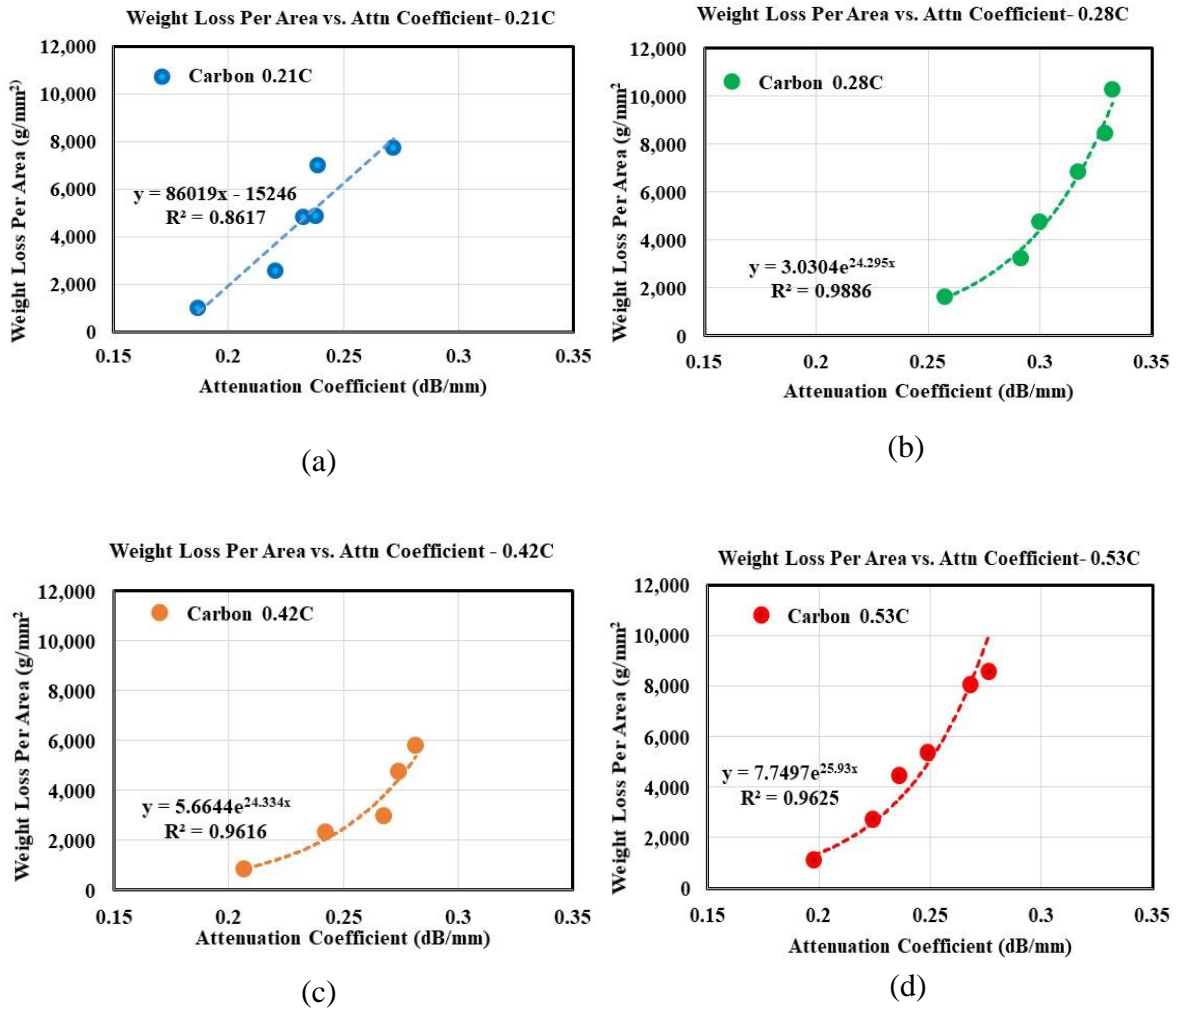 Weight Loss Per Area vs. Attn Coefficient- 0.21C
Weight Loss Per Area (g/mm²)
12,000
10,000
8,000
6,000
4,000
2,000
0
Carbon 0.21C
y = 86019x - 15246
R² = 0.8617
0.15 0.2 0.25 0.3 0.35
Attenuation Coefficient (dB/mm)
(a)
Weight Loss Per Area vs. Attn Coefficient- 0.28C
Weight Loss Per Area (g/mm²
12,000
10,000
8,000
6,000
4,000
2,000
0
Carbon 0.28C
y = 3.0304e^24.295x
R² = 0.9886
0.15 0.2 0.25 0.3 0.35
Attenuation Coefficient (dB/mm)
(b)
Weight Loss Per Area vs. Attn Coefficient - 0.42C
Weight Loss Per Area (g/mm²
12,000
10,000
8,000
6,000
4,000
2,000
0
Carbon 0.42C
y = 5.6644e^24.334x
R² = 0.9616
0.15 0.2 0.25 0.3 0.35
Attenuation Coefficient (dB/mm)
(c)
Weight Loss Per Area vs. Attn Coefficient- 0.53C
Weight Loss Per Area (g/mm²
12,000
10,000
8,000
6,000
4,000
2,000
0
Carbon 0.53C
y = 7.7497e^25.93x
R² = 0.9625
0.15 0.2 0.25 0.3 0.35
Attenuation Coefficient (dB/mm)
(d)